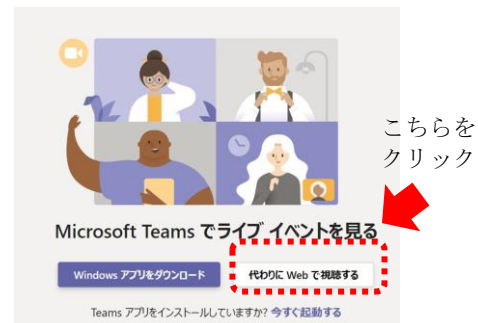 こちらを
クリック
Microsoft Teams でライブ イベントを見る
Windows アプリをダウンロード
代わりに Web で視聴する
Teams アプリをインストールしていますか? 今すぐ起動する